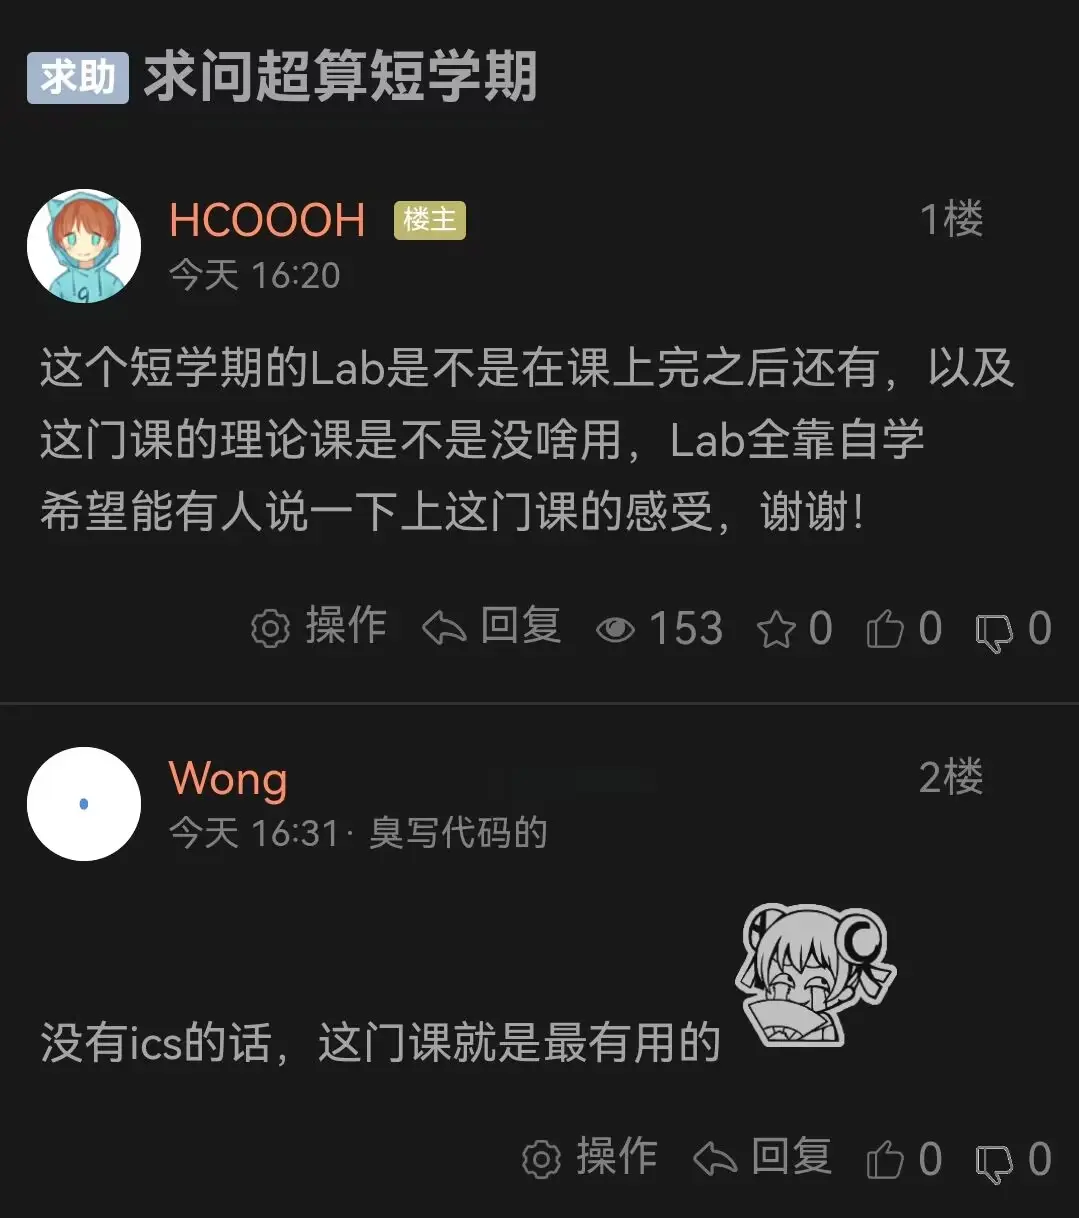 求助 求问超算短学期
HCOOOH 楼主 1楼
今天 16:20
这个短学期的Lab是不是在课上完之后还有，以及
这门课的理论课是不是没啥用，Lab全靠自学
希望能有人说一下上这门课的感受，谢谢！
操作 回复 153 0 0 0
Wong 2楼
今天 16:31· 臭写代码的
没有ics的话，这门课就是最有用的
操作 回复 0 0